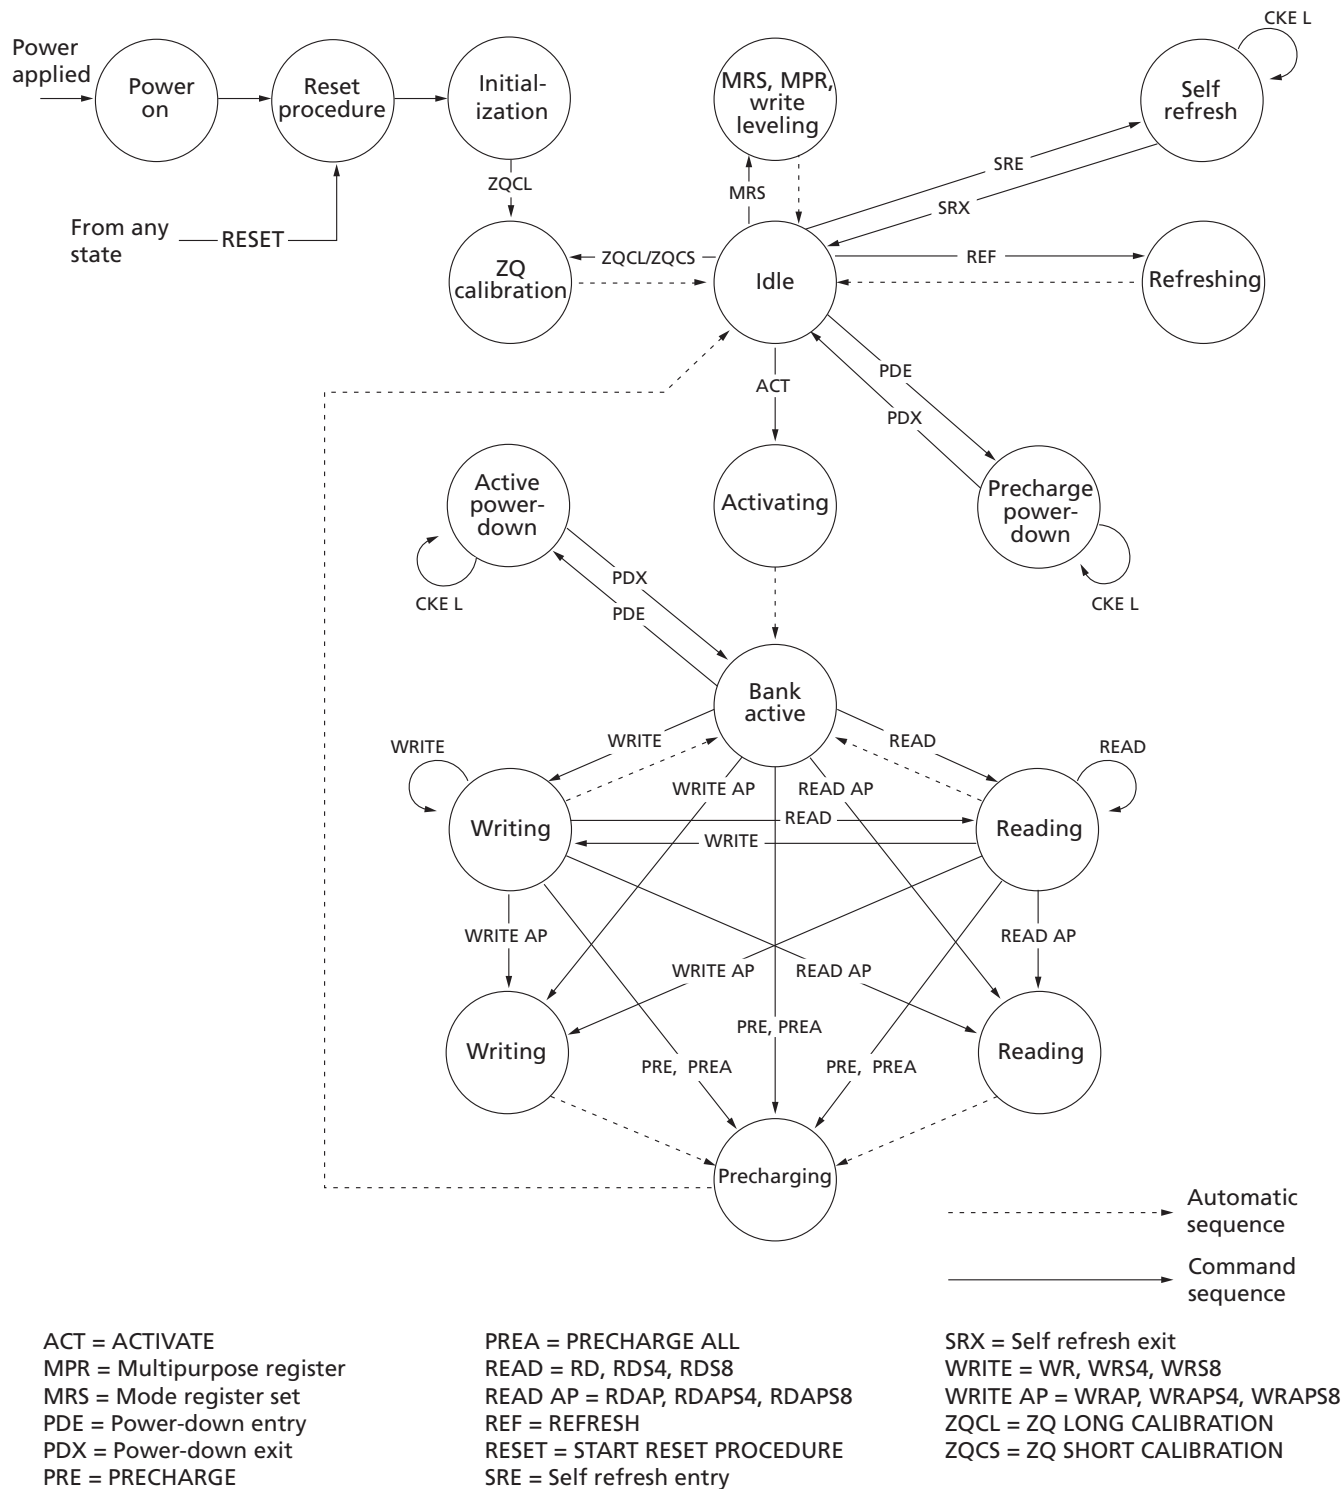 Power
applied
Power
on
Reset
procedure
Initial-
ization
MRS, MPR,
write
leveling
Self
refresh
CKE L
ZQCL
MRS
SRE
SRX
From any
state
RESET
ZQ
calibration
ZQCL/ZQCS
Idle
REF
Refreshing
PDE
PDX
ACT
Active
power-
down
Activating
Precharge
power-
down
CKE L
CKE L
PDX
PDE
Bank
active
WRITE
WRITE
READ
READ
WRITE AP
READ AP
Writing
READ
WRITE
Reading
WRITE AP
READ AP
WRITE AP
READ AP
PRE, PREA
Writing
Reading
PRE, PREA
PRE, PREA
Precharging
Automatic
sequence
Command
sequence
ACT = ACTIVATE
MPR = Multipurpose register
MRS = Mode register set
PDE = Power-down entry
PDX = Power-down exit
PRE = PRECHARGE
PREA = PRECHARGE ALL
READ = RD, RDS4, RDS8
READ AP = RDAP, RDAPS4, RDAPS8
REF = REFRESH
RESET = START RESET PROCEDURE
SRE = Self refresh entry
SRX = Self refresh exit
WRITE = WR, WRS4, WRS8
WRITE AP = WRAP, WRAPS4, WRAPS8
ZQCL = ZQ LONG CALIBRATION
ZQCS = ZQ SHORT CALIBRATION